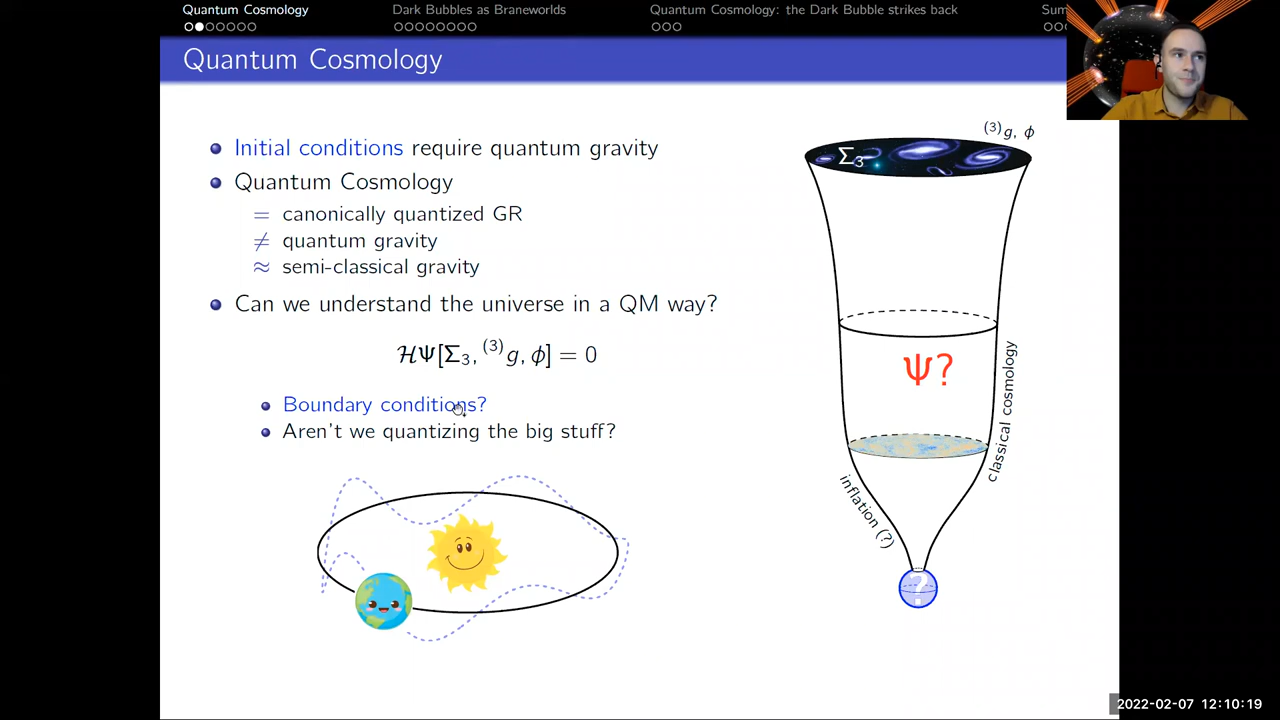 Quantum Cosmology
Dark Bubbles as Braneworlds
Quantum Cosmology: the Dark Bubble strikes back
Sum
Quantum Cosmology
Initial conditions require quantum gravity
Quantum Cosmology
= canonically quantized GR
≠ quantum gravity
≈ semi-classical gravity
Can we understand the universe in a QM way?
ℋΨ[Σ₃, ⁽³⁾g, ϕ] = 0
Boundary conditions?
Aren't we quantizing the big stuff?
⁽³⁾g, ϕ
Σ₃
Ψ?
classical cosmology
inflation (?)
?
2022-02-07 12:10:19